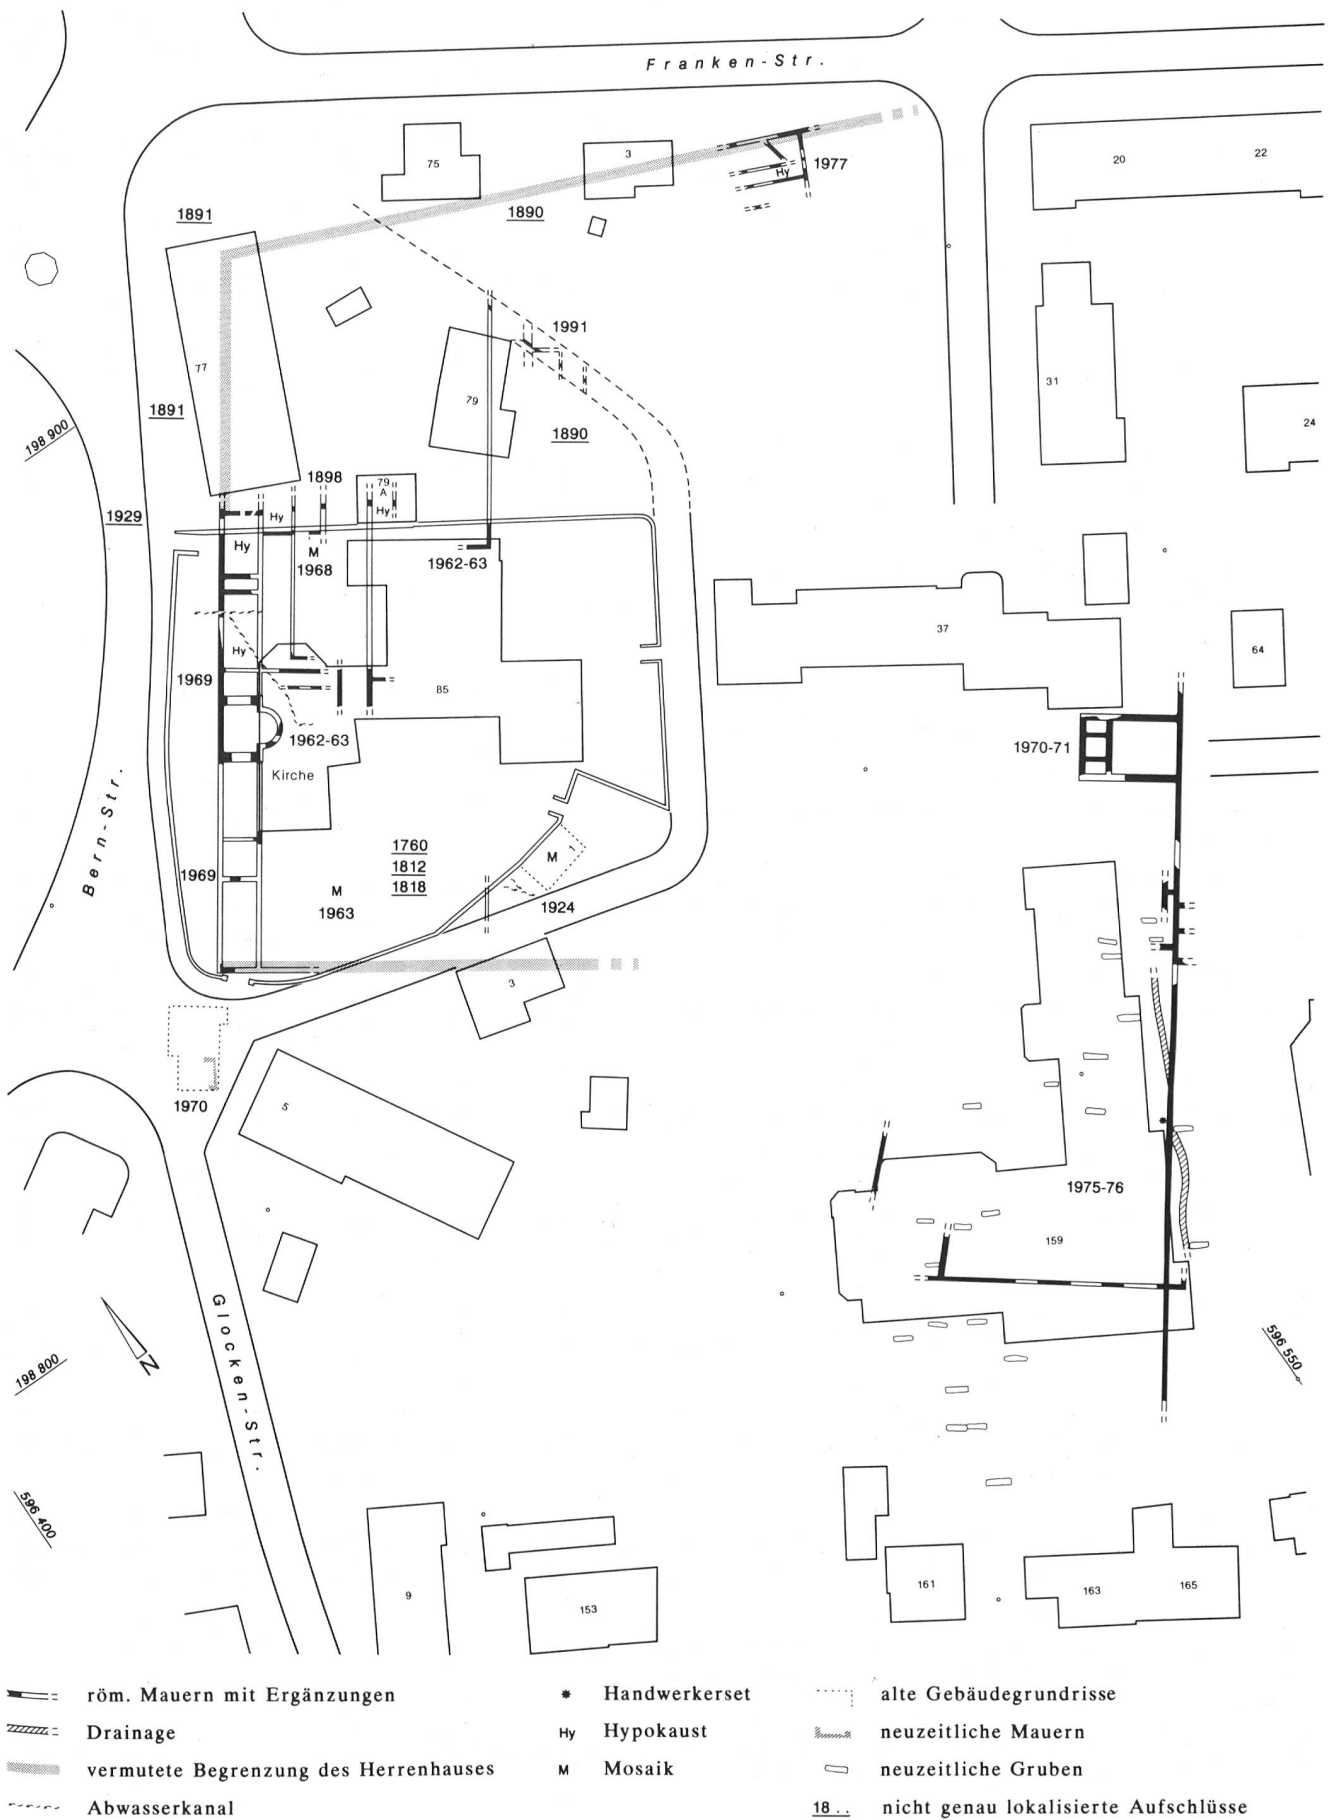 Franken-Str.
75
3
1977
20
22
1891
1890
Hy
31
24
77
1991
79
1891
1890
198 900
1898
79
A
Hy
Hy
1929
Hy
M
1968
1962-63
37
64
Hy
1969
85
1962-63
1970-71
Kirche
Bern-Str.
1760
1812
1818
M
1969
M
1963
1924
3
1970
5
1975-76
159
N
198 800
596 550
Glocken-Str.
596 400
9
153
161
163
165
röm. Mauern mit Ergänzungen
Drainage
vermutete Begrenzung des Herrenhauses
Abwasserkanal
Handwerkerset
Hy Hypokaust
M Mosaik
alte Gebäudegrundrisse
neuzeitliche Mauern
neuzeitliche Gruben
18 .. nicht genau lokalisierte Aufschlüsse